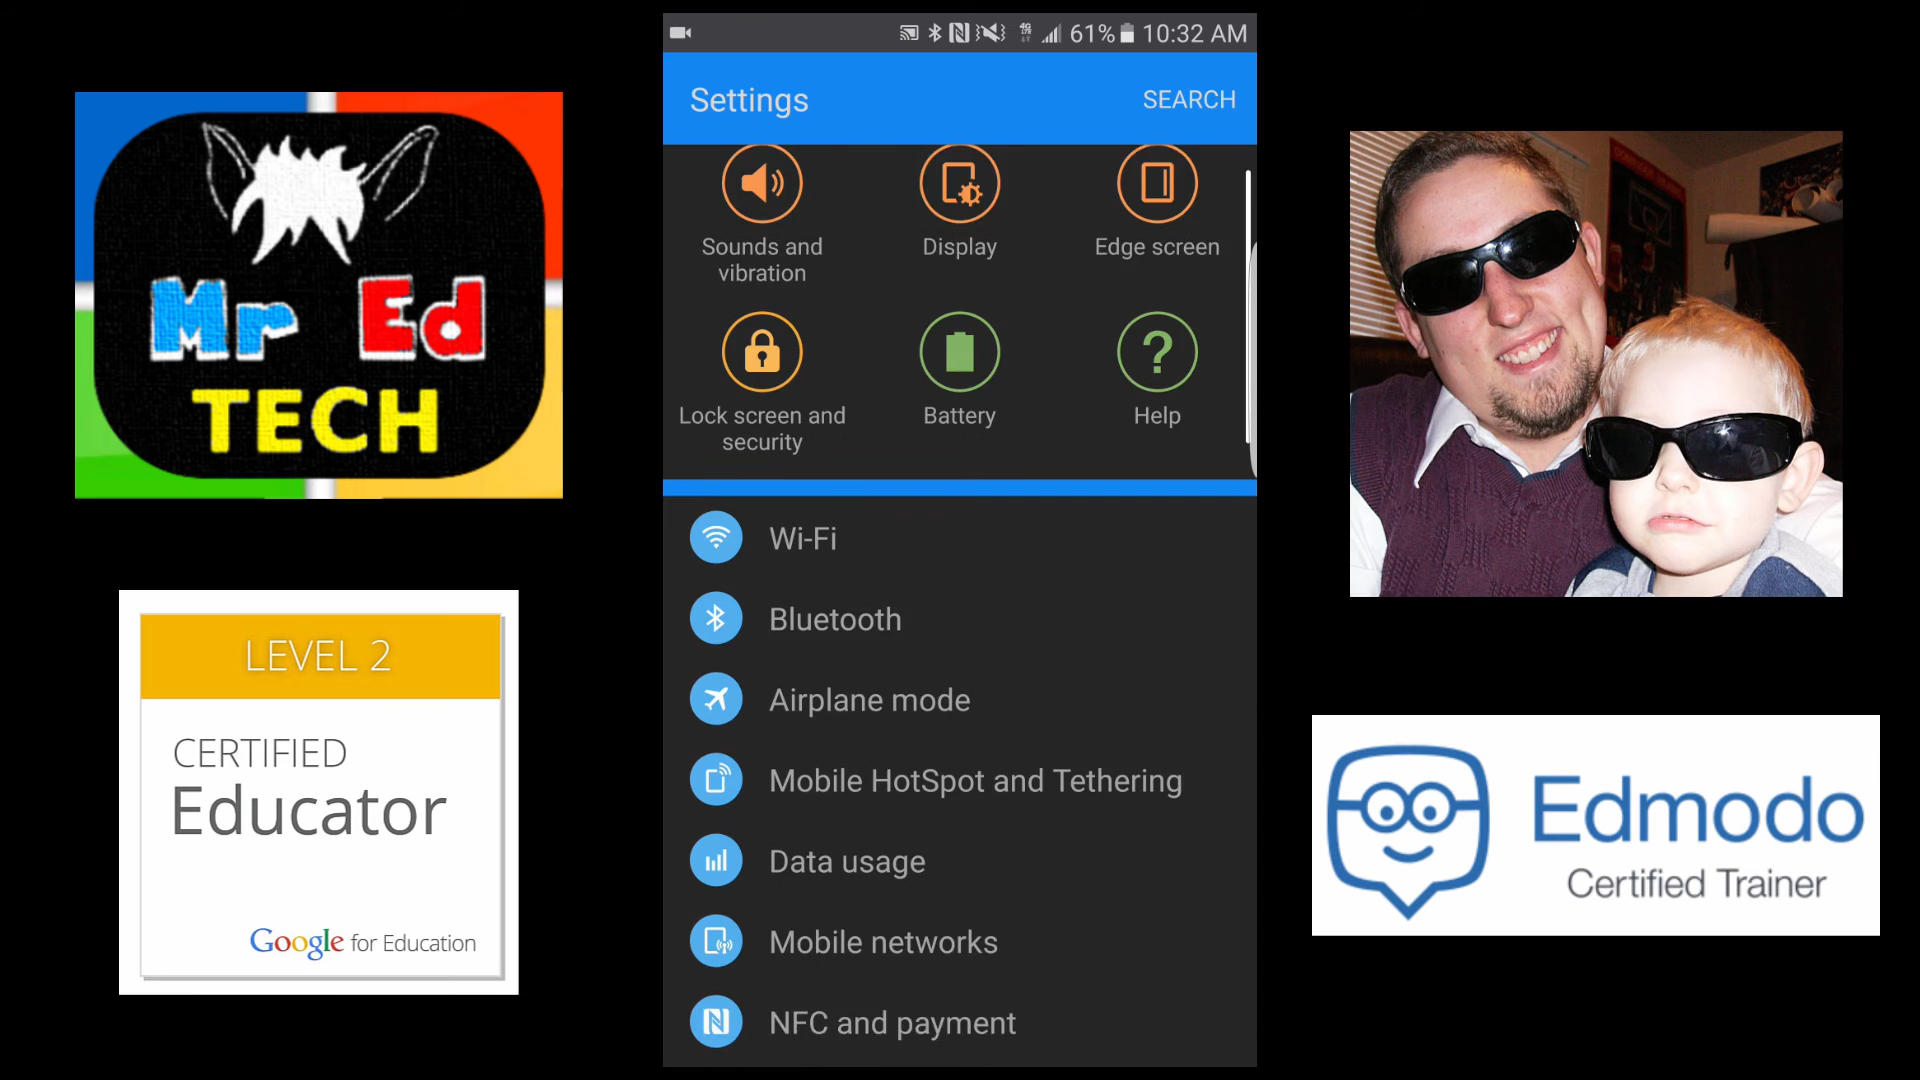 61% 10:32 AM
Settings SEARCH
Sounds and
vibration
Display
Edge screen
Lock screen and
security
Battery
Help
Wi-Fi
Bluetooth
Airplane mode
Mobile HotSpot and Tethering
Data usage
Mobile networks
NFC and payment
Mr Ed
TECH
LEVEL 2
CERTIFIED
Educator
Google for Education
Edmodo
Certified Trainer